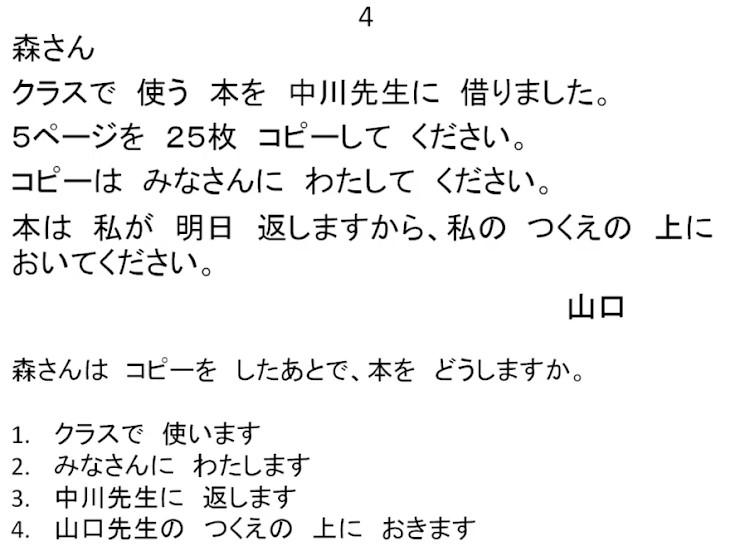 4
森さん
クラスで 使う 本を 中川先生に 借りました。
５ページを ２５枚 コピーして ください。
コピーは みなさんに わたして ください。
本は 私が 明日 返しますから、私の つくえの 上に
おいてください。
山口
森さんは コピーを したあとで、本を どうしますか。
1. クラスで 使います
2. みなさんに わたします
3. 中川先生に 返します
4. 山口先生の つくえの 上に おきます